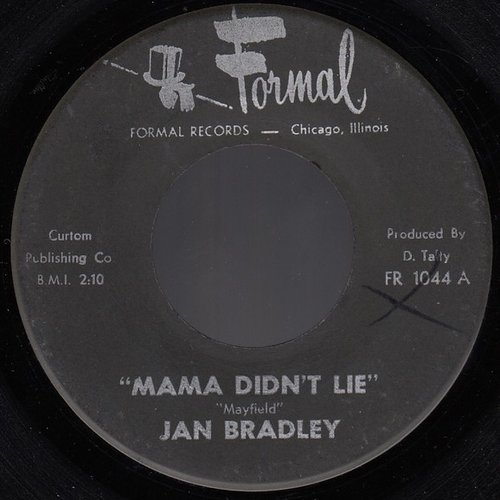 Formal
FORMAL RECORDS — Chicago, Illinois
Curtom
Publishing Co
B.M.I. 2:10
Produced By
D. Talty
FR 1044 A
"MAMA DIDN'T LIE"
"Mayfield"
JAN BRADLEY